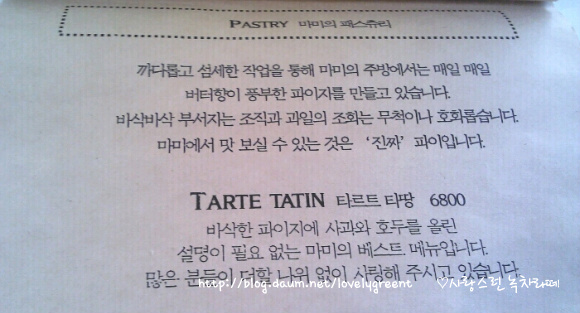 PASTRY 마미의 패스츄리
까다롭고 섬세한 작업을 통해 마미의 주방에서는 매일 매일
버터향이 풍부한 파이지를 만들고 있습니다.
바삭바삭 부서지는 조직과 과일의 조화는 무척이나 호화롭습니다.
마미에서 맛 보실 수 있는 것은 ‘진짜’ 파이입니다.
TARTE TATIN 타르트 타땅 6800
바삭한 파이지에 사과와 호두를 올린
설명이 필요 없는 마미의 베스트 메뉴입니다.
많은 분들이 더할 나위 없이 사랑해 주시고 있습니다.
http://blog.daum.net/lovelygreent ♡사랑스런 녹차라떼